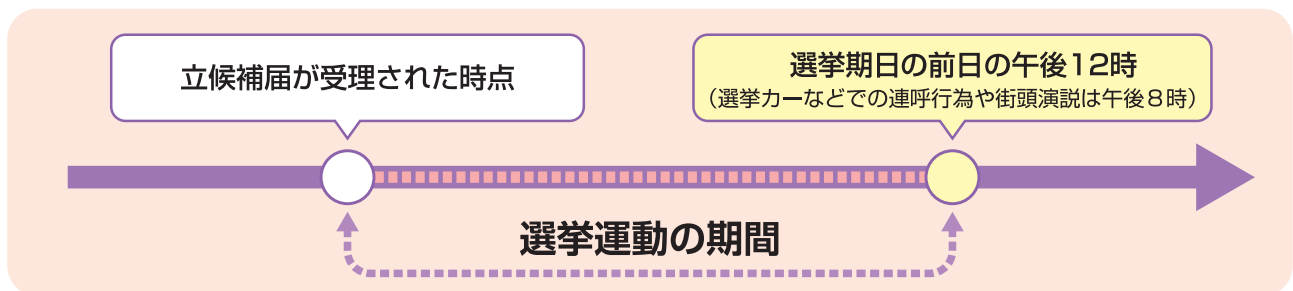 立候補届が受理された時点
選挙期日の前日の午後12時
（選挙カーなどでの連呼行為や街頭演説は午後８時）
選挙運動の期間